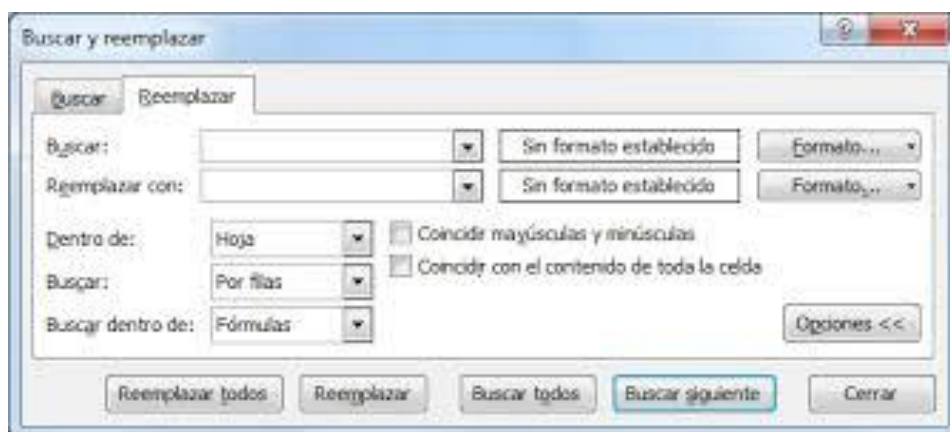 Buscar y reemplazar
Buscar Reemplazar
Buscar: Sin formato establecido Formato...
Reemplazar con: Sin formato establecido Formato...
Dentro de: Hoja Coincidir mayúsculas y minúsculas
Coincidir con el contenido de toda la celda
Buscar: Por filas
Buscar dentro de: Fórmulas Opciones <<
Reemplazar todos Reemplazar Buscar todos Buscar siguiente Cerrar